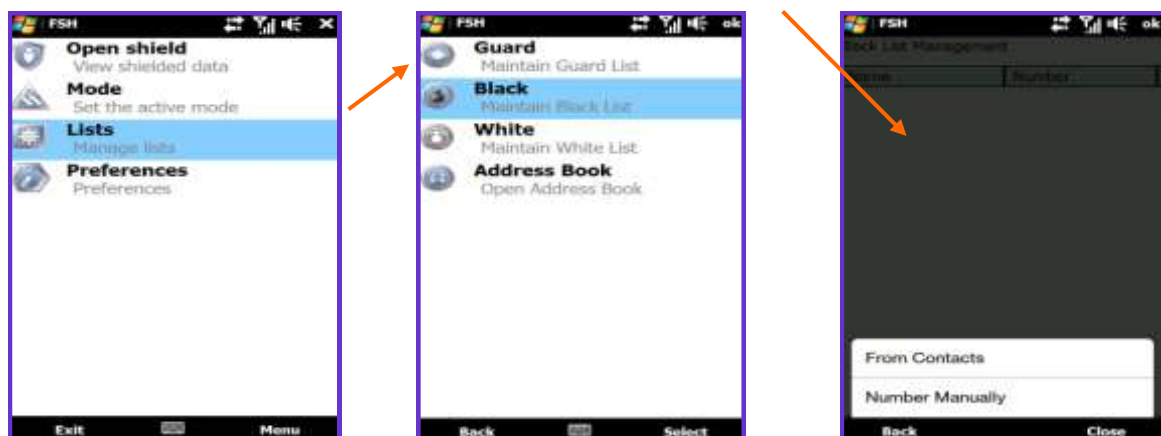 FSH
Open shield
View shielded data
Mode
Set the active mode
Lists
Manage lists
Preferences
Preferences
Exit
Menu
FSH
ok
Guard
Maintain Guard List
Black
Maintain Black List
White
Maintain White List
Address Book
Open Address Book
Back
Select
FSH
ok
Management
Name
Number
From Contacts
Number Manually
Back
Close